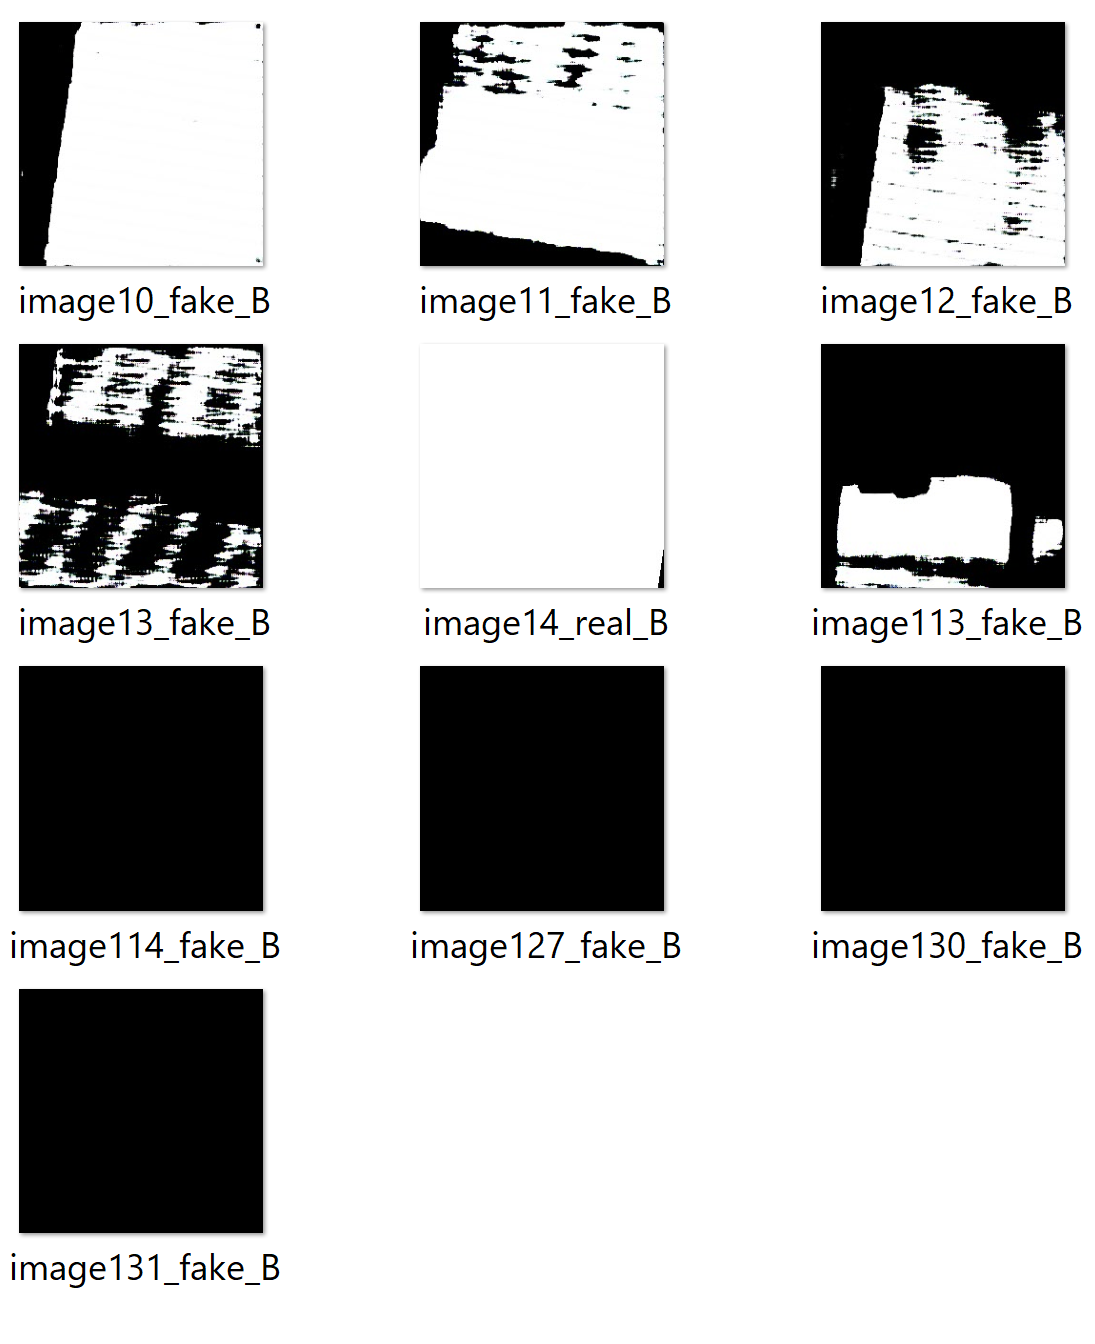 image10_fake_B
image11_fake_B
image12_fake_B
image13_fake_B
image14_real_B
image113_fake_B
image114_fake_B
image127_fake_B
image130_fake_B
image131_fake_B